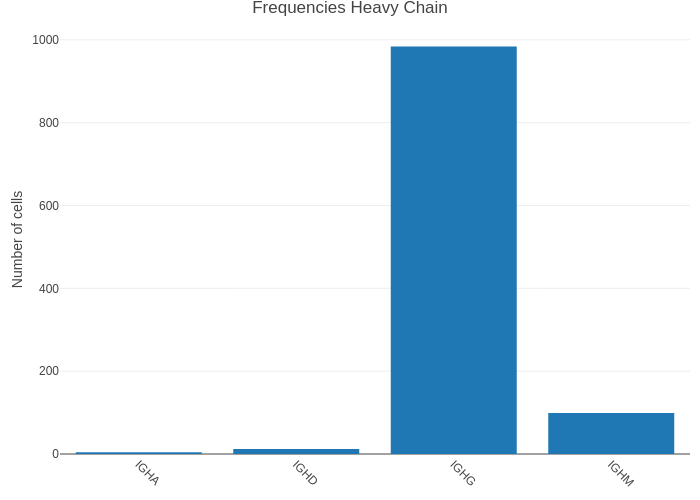 Frequencies Heavy Chain
1000
800
600
400
200
0
Number of cells
IGHA
IGHD
IGHG
IGHM